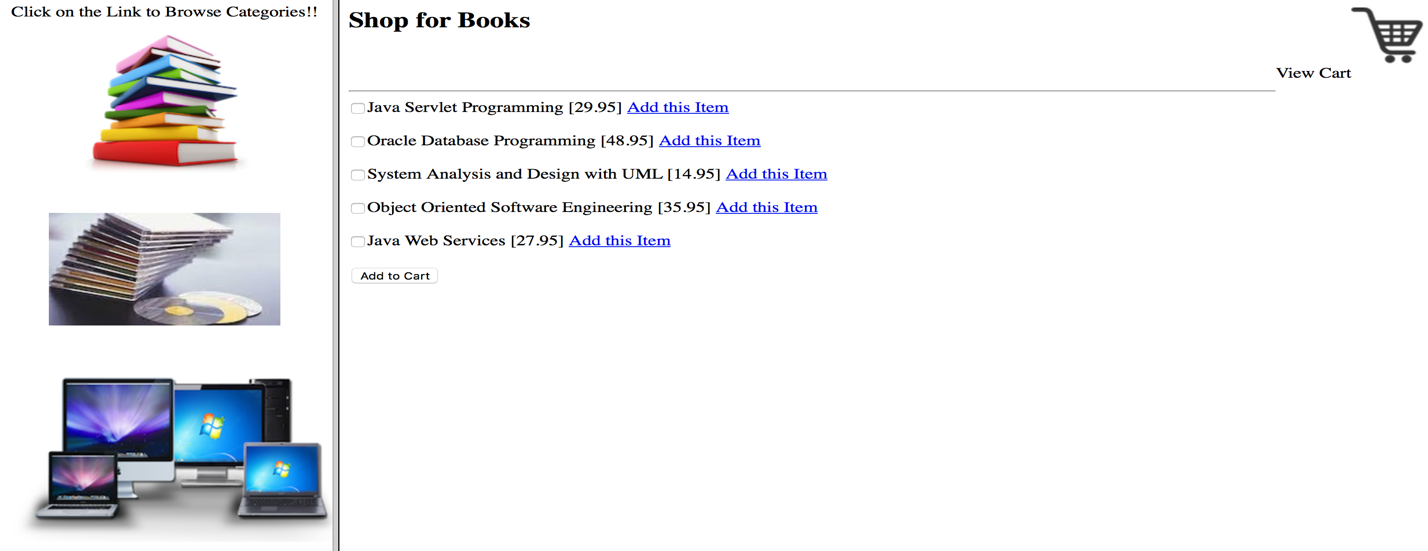 Click on the Link to Browse Categories!!
Shop for Books
View Cart
Java Servlet Programming [29.95] Add this Item
Oracle Database Programming [48.95] Add this Item
System Analysis and Design with UML [14.95] Add this Item
Object Oriented Software Engineering [35.95] Add this Item
Java Web Services [27.95] Add this Item
Add to Cart